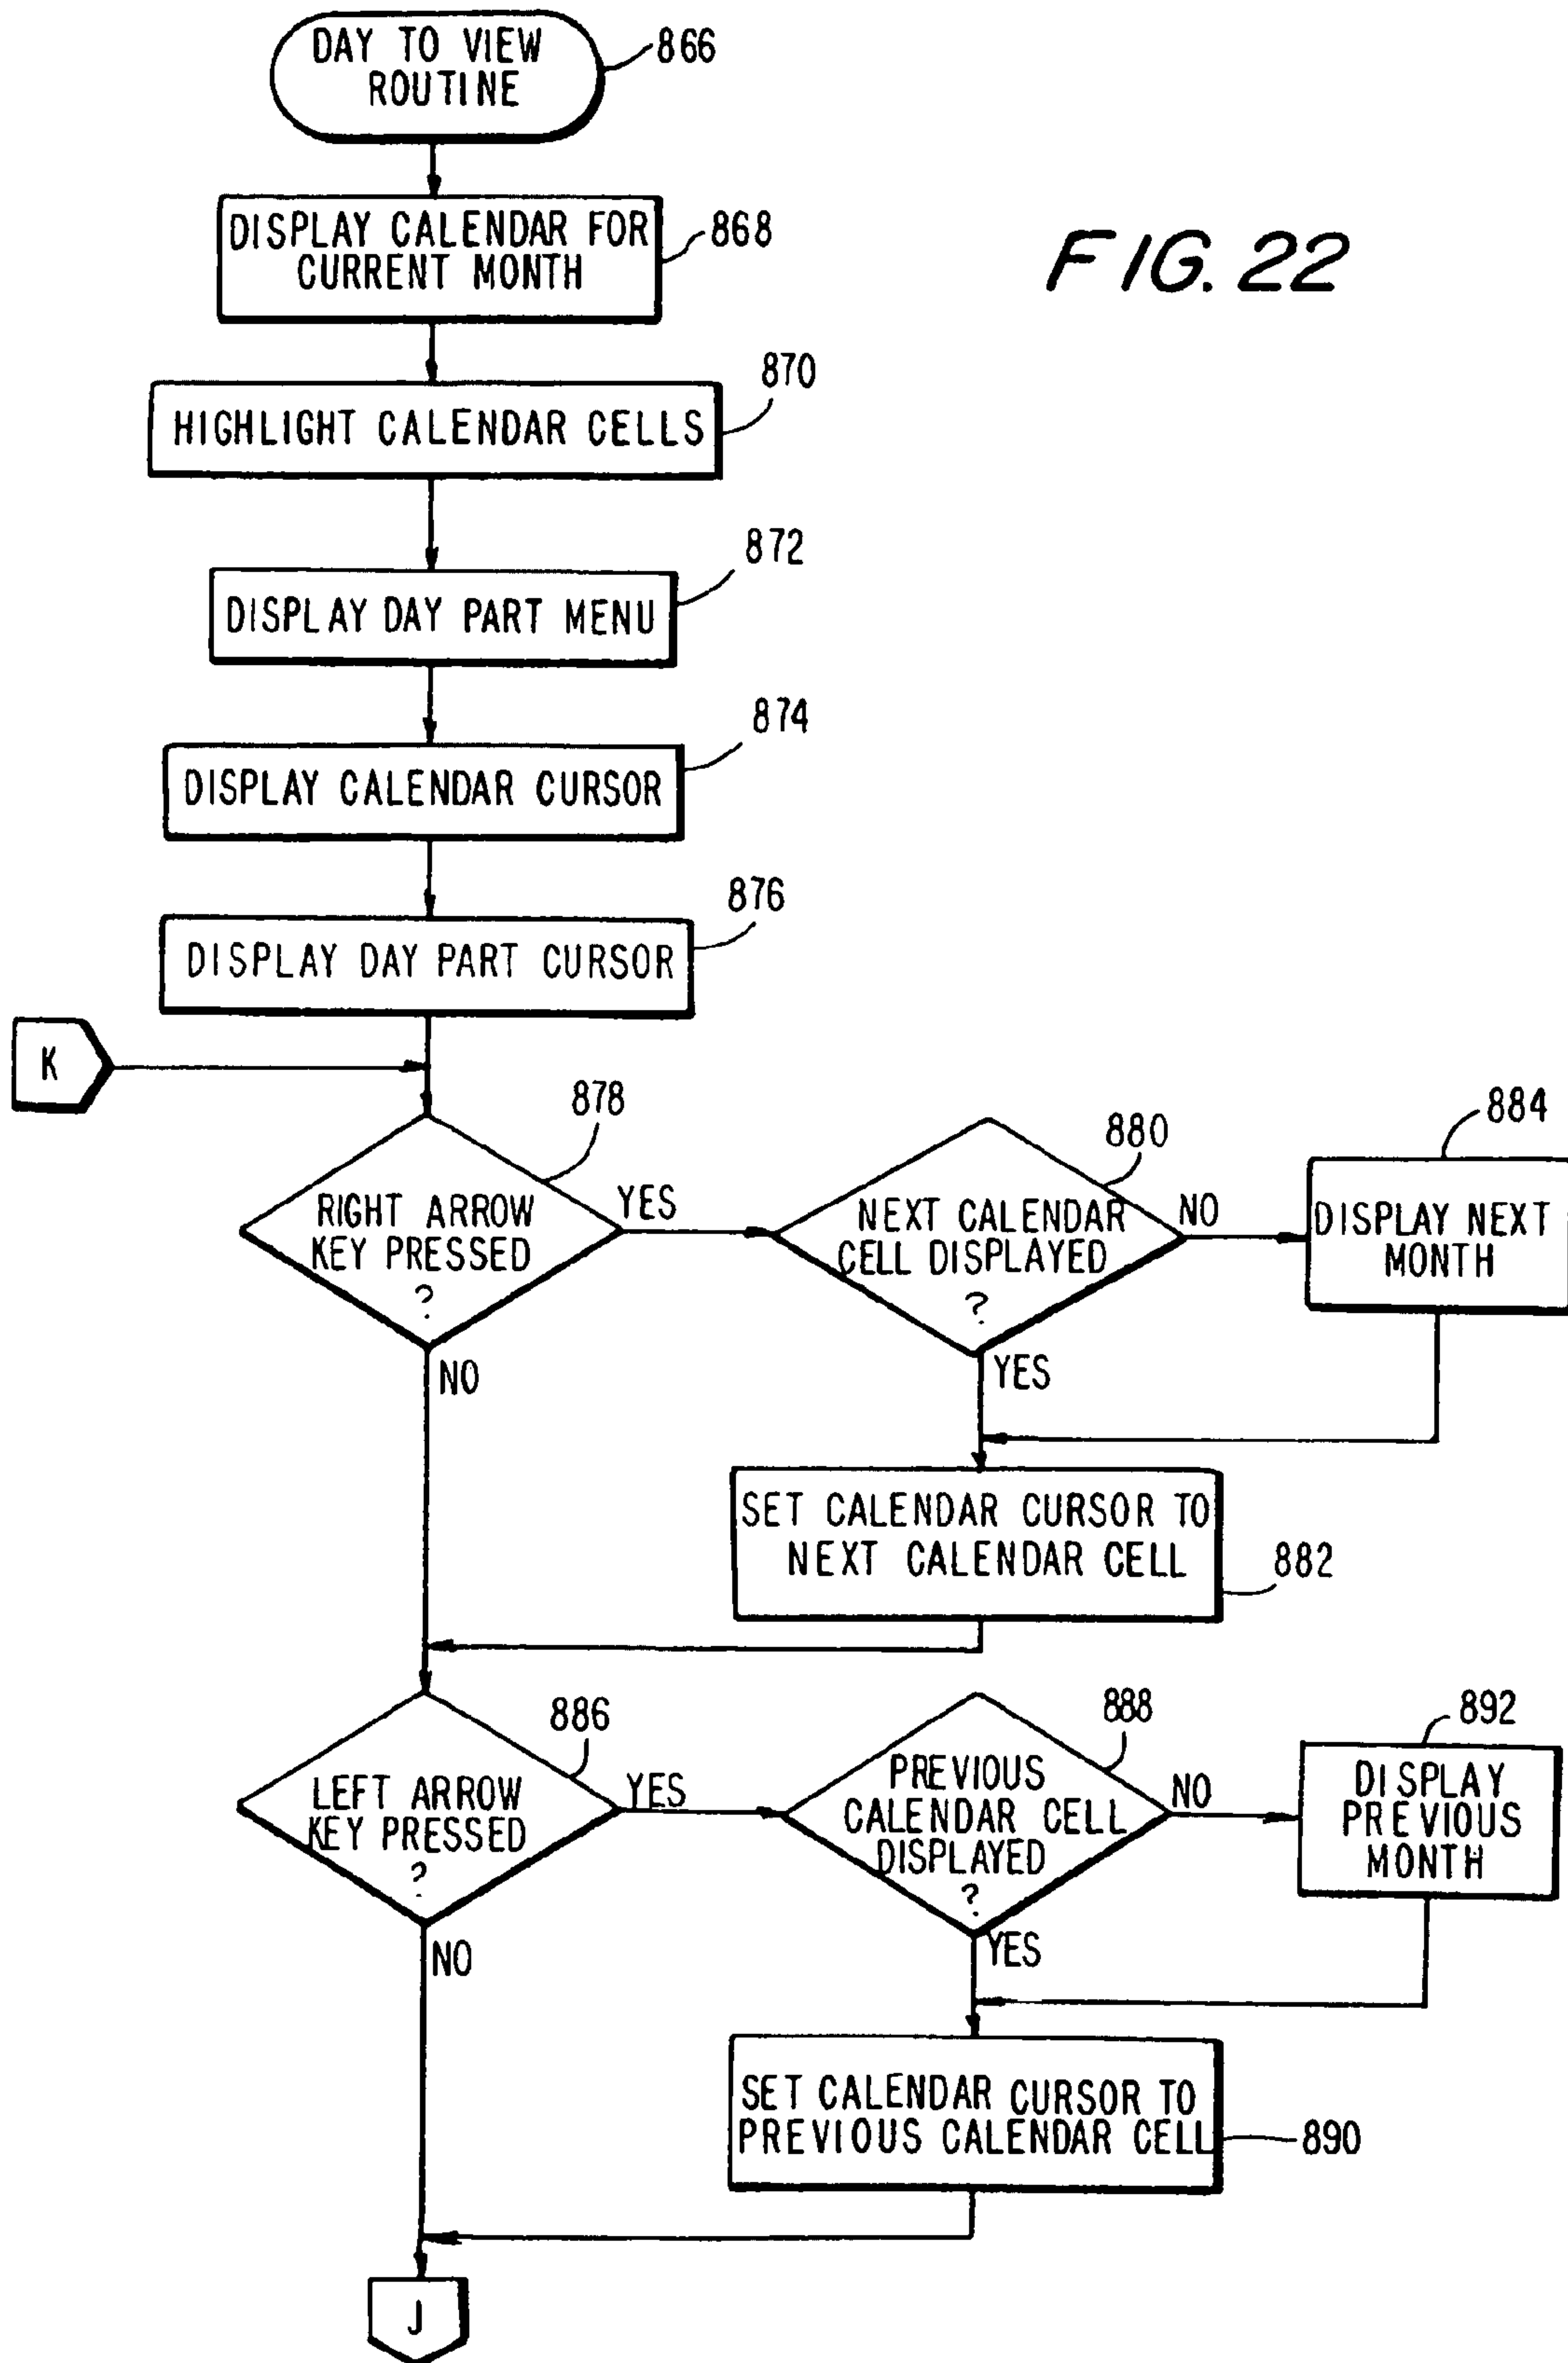 DAY TO VIEW
ROUTINE
866
DISPLAY CALENDAR FOR
CURRENT MONTH
868
FIG. 22
870
HIGHLIGHT CALENDAR CELLS
872
DISPLAY DAY PART MENU
874
DISPLAY CALENDAR CURSOR
876
DISPLAY DAY PART CURSOR
K
878
RIGHT ARROW
KEY PRESSED
?
YES
NO
880
NEXT CALENDAR
CELL DISPLAYED
?
NO
YES
884
DISPLAY NEXT
MONTH
SET CALENDAR CURSOR TO
NEXT CALENDAR CELL
882
886
LEFT ARROW
KEY PRESSED
?
YES
NO
888
PREVIOUS
CALENDAR CELL
DISPLAYED
?
NO
YES
892
DISPLAY
PREVIOUS
MONTH
SET CALENDAR CURSOR TO
PREVIOUS CALENDAR CELL
890
J